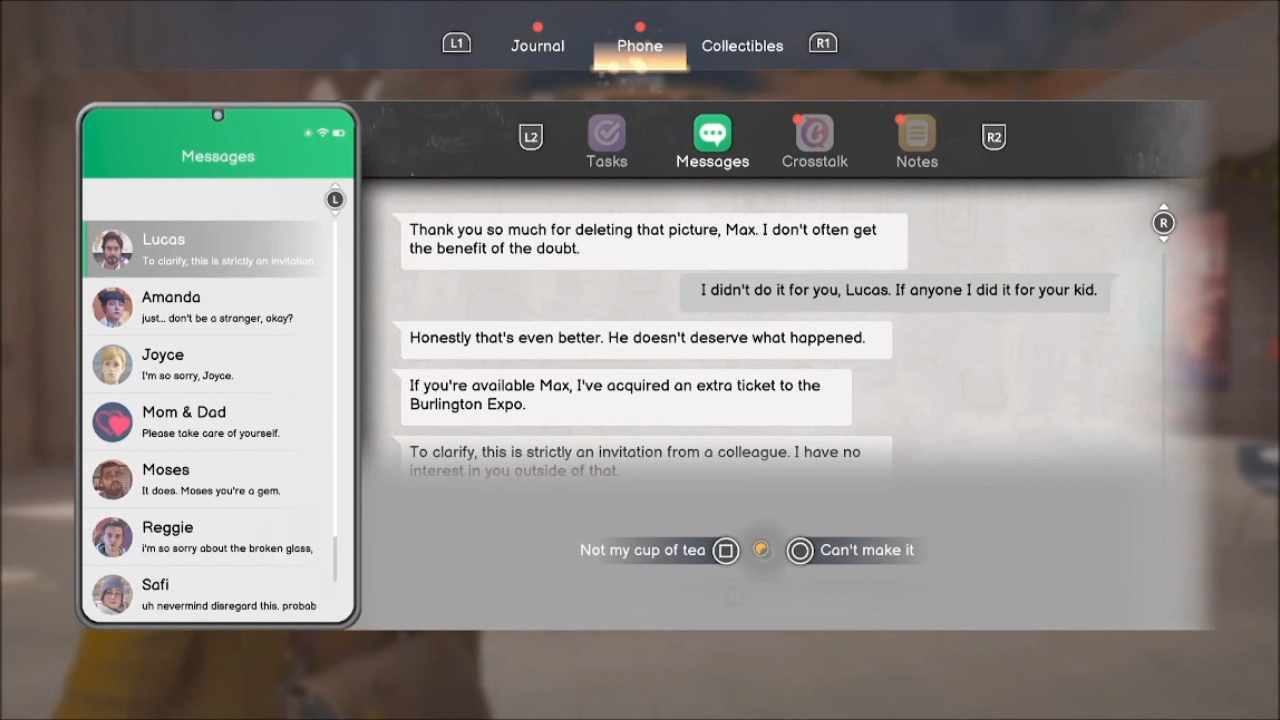 L1
Journal
Phone
Collectibles
R1
Messages
L
Lucas
To clarify, this is strictly an invitation
Amanda
just... don't be a stranger, okay?
Joyce
I'm so sorry, Joyce.
Mom & Dad
Please take care of yourself.
Moses
It does. Moses you're a gem.
Reggie
i'm so sorry about the broken glass,
Safi
uh nevermind disregard this. probab
L2
Tasks
Messages
Crosstalk
Notes
R2
R
Thank you so much for deleting that picture, Max. I don't often get
the benefit of the doubt.
I didn't do it for you, Lucas. If anyone I did it for your kid.
Honestly that's even better. He doesn't deserve what happened.
If you're available Max, I've acquired an extra ticket to the
Burlington Expo.
To clarify, this is strictly an invitation from a colleague. I have no
interest in you outside of that.
Not my cup of tea
Can't make it